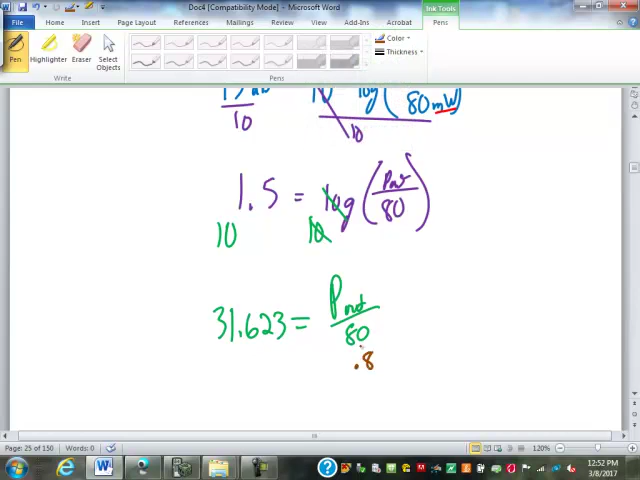 Doc4 [Compatibility Mode] - Microsoft Word
Ink Tools
File Home Insert Page Layout References Mailings Review View Add-Ins Acrobat Pens
Pen Highlighter Eraser Select Objects
Color
Thickness
Write
Pens
10 log( 80mW)
10 10
1.5 = log(Pout/80)
10 10
31.623 = Pout/80
.8
Page: 25 of 150 Words: 0 120%
12:52 PM
3/8/2017